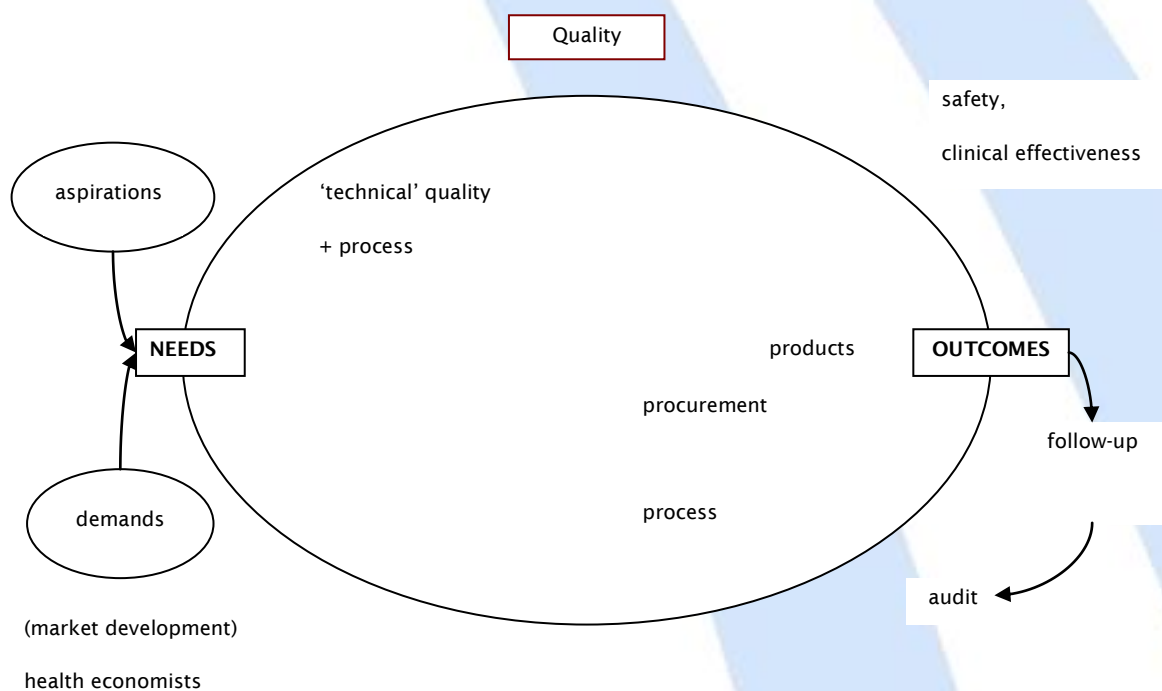 Quality
safety,
clinical effectiveness
aspirations
‘technical’ quality
+ process
NEEDS
products
OUTCOMES
procurement
follow-up
demands
process
audit
(market development)
health economists